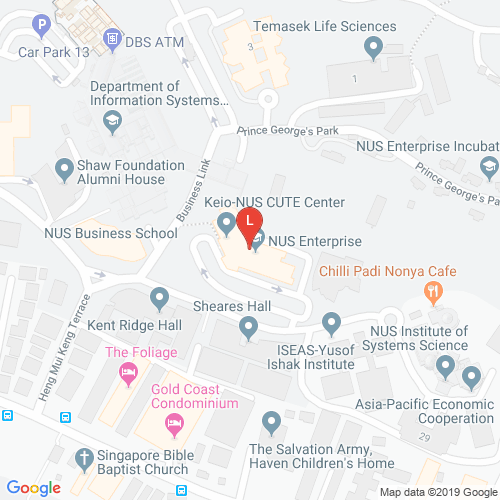 Temasek Life Sciences
3
DBS ATM
Car Park 13
1
Department of
Information Systems...
Prince George's Park
NUS Enterprise Incubat
Shaw Foundation
Alumni House
Business Link
Prince George's Park
Keio-NUS CUTE Center
L
NUS Business School
NUS Enterprise
Chilli Padi Nonya Cafe
Heng Mui Keng Terrace
Sheares Hall
Kent Ridge Hall
NUS Institute of
Systems Science
ISEAS-Yusof
Ishak Institute
The Foliage
Gold Coast
Condominium
Asia-Pacific Economic
Cooperation
29
The Salvation Army,
Haven Children's Home
Singapore Bible
Baptist Church
Google
Map data ©2019 Google